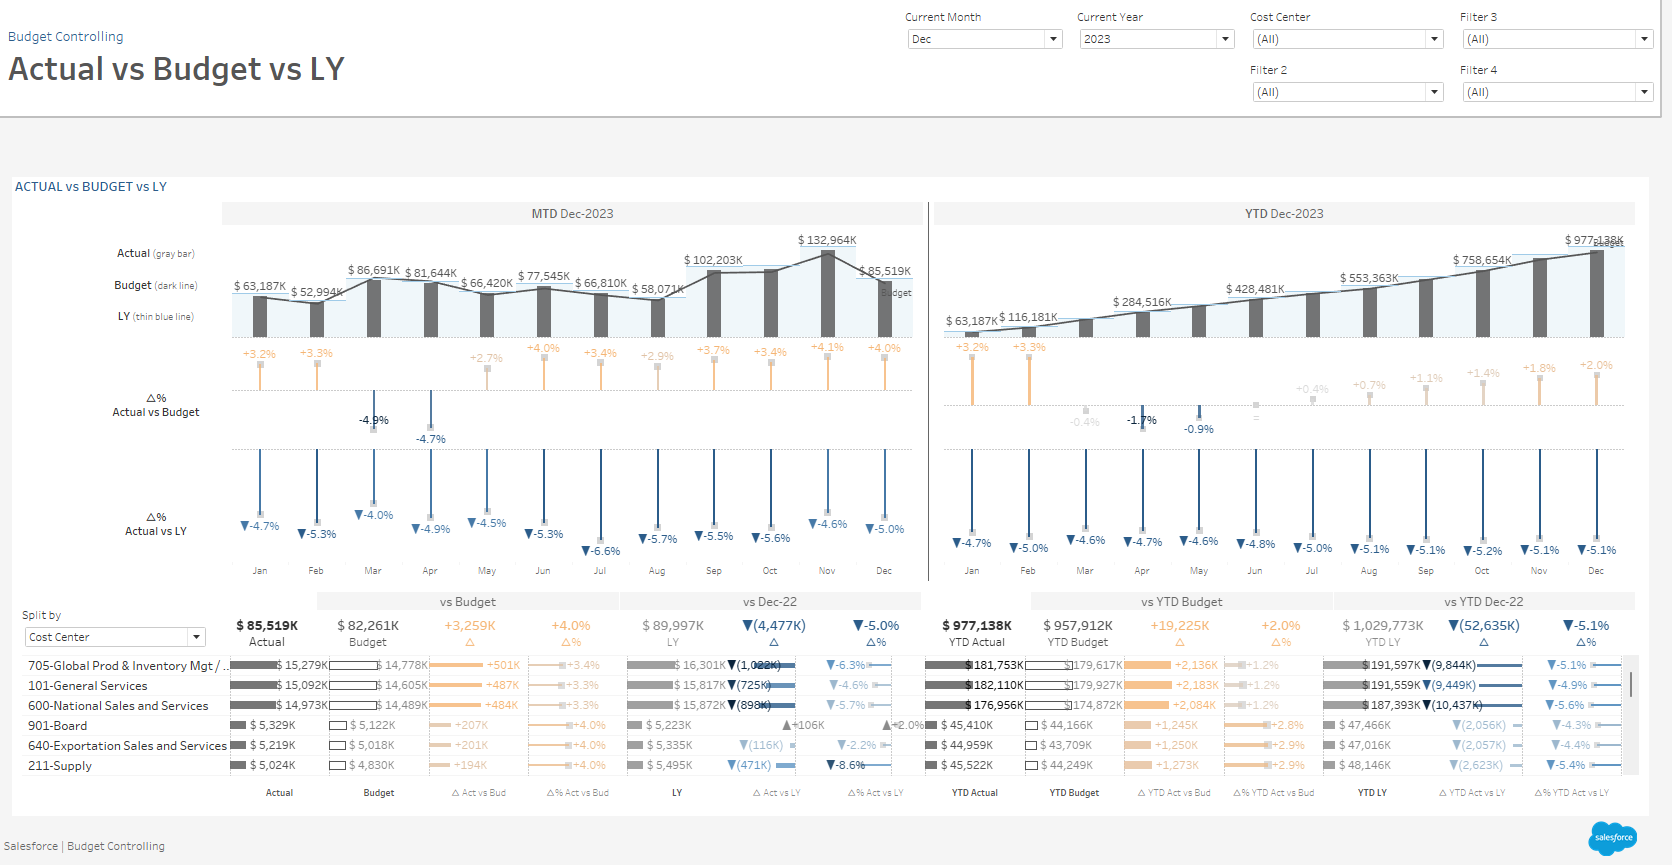 Current Month
Current Year
Cost Center
Filter 3
Budget Controlling
Dec
2023
(All)
(All)
Actual vs Budget vs LY
Filter 2
Filter 4
(All)
(All)
ACTUAL vs BUDGET vs LY
MTD Dec-2023
YTD Dec-2023
Actual (gray bar)
Budget (dark line)
LY (thin blue line)
$ 63,187K $ 52,994K $ 86,691K $ 81,644K $ 66,420K $ 77,545K $ 66,810K $ 58,071K $ 102,203K $ 132,964K $ 85,519K
Budget
$ 63,187K $ 116,181K $ 284,516K $ 428,481K $ 553,363K $ 758,654K $ 977,138K
Budget
△%
Actual vs Budget
+3.2% +3.3% -4.9% -4.7% +2.7% +4.0% +3.4% +2.9% +3.7% +3.4% +4.1% +4.0%
+3.2% +3.3% -0.4% -1.7% -0.9% = +0.4% +0.7% +1.1% +1.4% +1.8% +2.0%
△%
Actual vs LY
▼-4.7% ▼-5.3% ▼-4.0% ▼-4.9% ▼-4.5% ▼-5.3% ▼-6.6% ▼-5.7% ▼-5.5% ▼-5.6% ▼-4.6% ▼-5.0%
▼-4.7% ▼-5.0% ▼-4.6% ▼-4.7% ▼-4.6% ▼-4.8% ▼-5.0% ▼-5.1% ▼-5.1% ▼-5.2% ▼-5.1% ▼-5.1%
Jan Feb Mar Apr May Jun Jul Aug Sep Oct Nov Dec
Jan Feb Mar Apr May Jun Jul Aug Sep Oct Nov Dec
Split by
Cost Center
vs Budget vs Dec-22 vs YTD Budget vs YTD Dec-22
$ 85,519K $ 82,261K +3,259K +4.0% $ 89,997K ▼(4,477K) ▼-5.0% $ 977,138K $ 957,912K +19,225K +2.0% $ 1,029,773K ▼(52,635K) ▼-5.1%
Actual Budget △ △% LY △ △% YTD Actual YTD Budget △ △% YTD LY △ △%
705-Global Prod & Inventory Mgt / .. $ 15,279K $ 14,778K +501K +3.4% $ 16,301K ▼(1,022K) ▼-6.3% $ 181,753K $ 179,617K +2,136K +1.2% $ 191,597K ▼(9,844K) ▼-5.1%
101-General Services $ 15,092K $ 14,605K +487K +3.3% $ 15,817K ▼(725K) ▼-4.6% $ 182,110K $ 179,927K +2,183K +1.2% $ 191,559K ▼(9,449K) ▼-4.9%
600-National Sales and Services $ 14,973K $ 14,489K +484K +3.3% $ 15,872K ▼(898K) ▼-5.7% $ 176,956K $ 174,872K +2,084K +1.2% $ 187,393K ▼(10,437K) ▼-5.6%
901-Board $ 5,329K $ 5,122K +207K +4.0% $ 5,223K ▲+106K ▲+2.0% $ 45,410K $ 44,166K +1,245K +2.8% $ 47,466K ▼(2,056K) ▼-4.3%
640-Exportation Sales and Services $ 5,219K $ 5,018K +201K +4.0% $ 5,335K ▼(116K) ▼-2.2% $ 44,959K $ 43,709K +1,250K +2.9% $ 47,016K ▼(2,057K) ▼-4.4%
211-Supply $ 5,024K $ 4,830K +194K +4.0% $ 5,495K ▼(471K) ▼-8.6% $ 45,522K $ 44,249K +1,273K +2.9% $ 48,146K ▼(2,623K) ▼-5.4%
Actual Budget △ Act vs Bud △% Act vs Bud LY △ Act vs LY △% Act vs LY YTD Actual YTD Budget △ YTD Act vs Bud △% YTD Act vs Bud YTD LY △ YTD Act vs LY △% YTD Act vs LY
salesforce
Salesforce | Budget Controlling